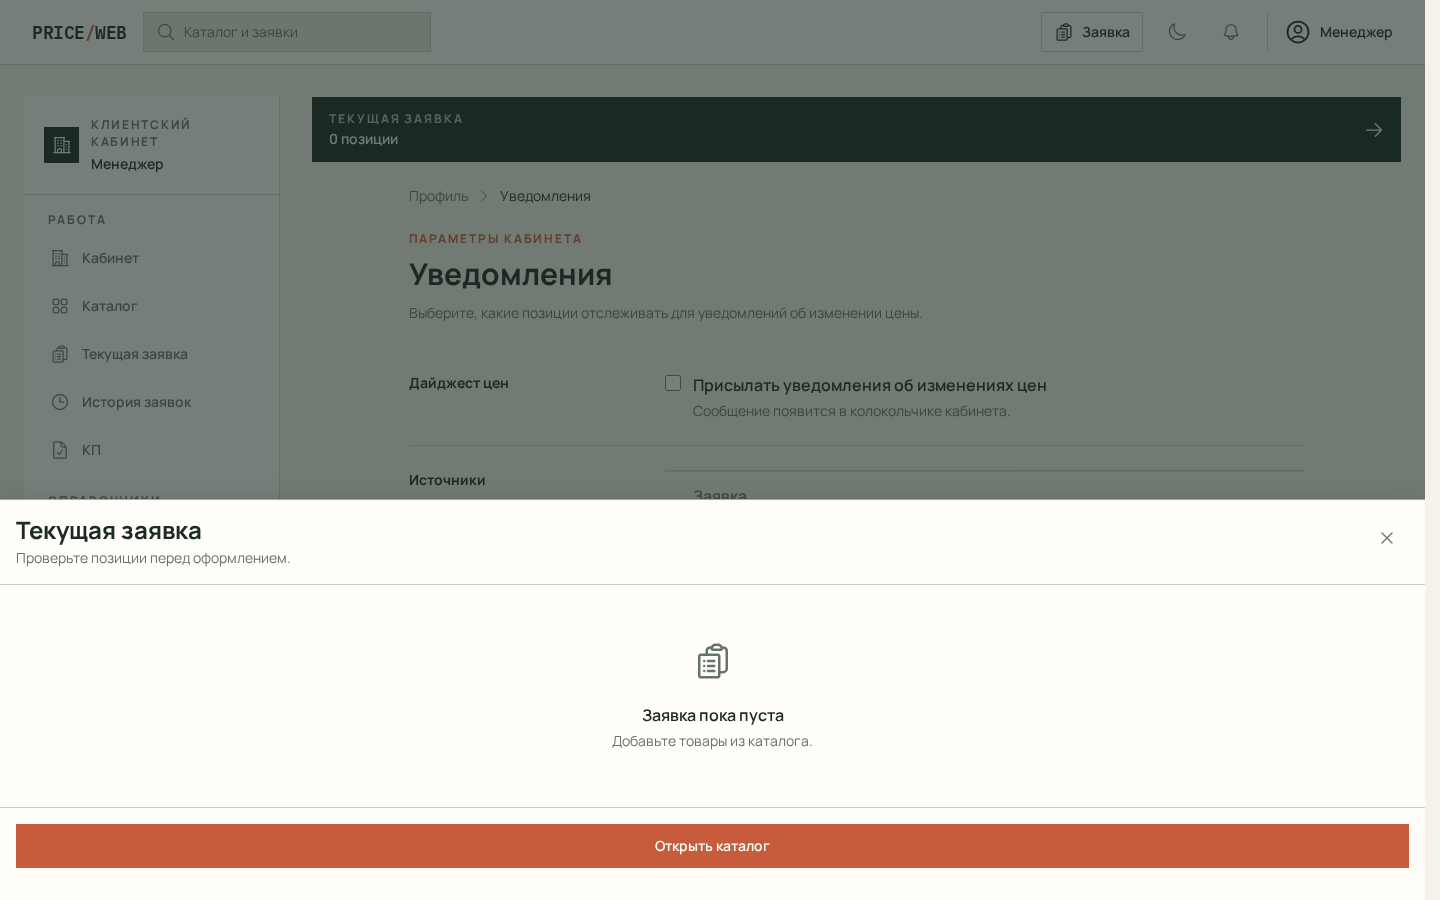 PRICE/WEB
Каталог и заявки
Заявка
Менеджер
КЛИЕНТСКИЙ
КАБИНЕТ
Менеджер
РАБОТА
Кабинет
Каталог
Текущая заявка
История заявок
КП
СПРАВОЧНИКИ
ТЕКУЩАЯ ЗАЯВКА
0 позиции
Профиль > Уведомления
ПАРАМЕТРЫ КАБИНЕТА
Уведомления
Выберите, какие позиции отслеживать для уведомлений об изменении цены.
Дайджест цен
Присылать уведомления об изменениях цен
Сообщение появится в колокольчике кабинета.
Источники
Заявка
Текущая заявка
Проверьте позиции перед оформлением.
Заявка пока пуста
Добавьте товары из каталога.
Открыть каталог